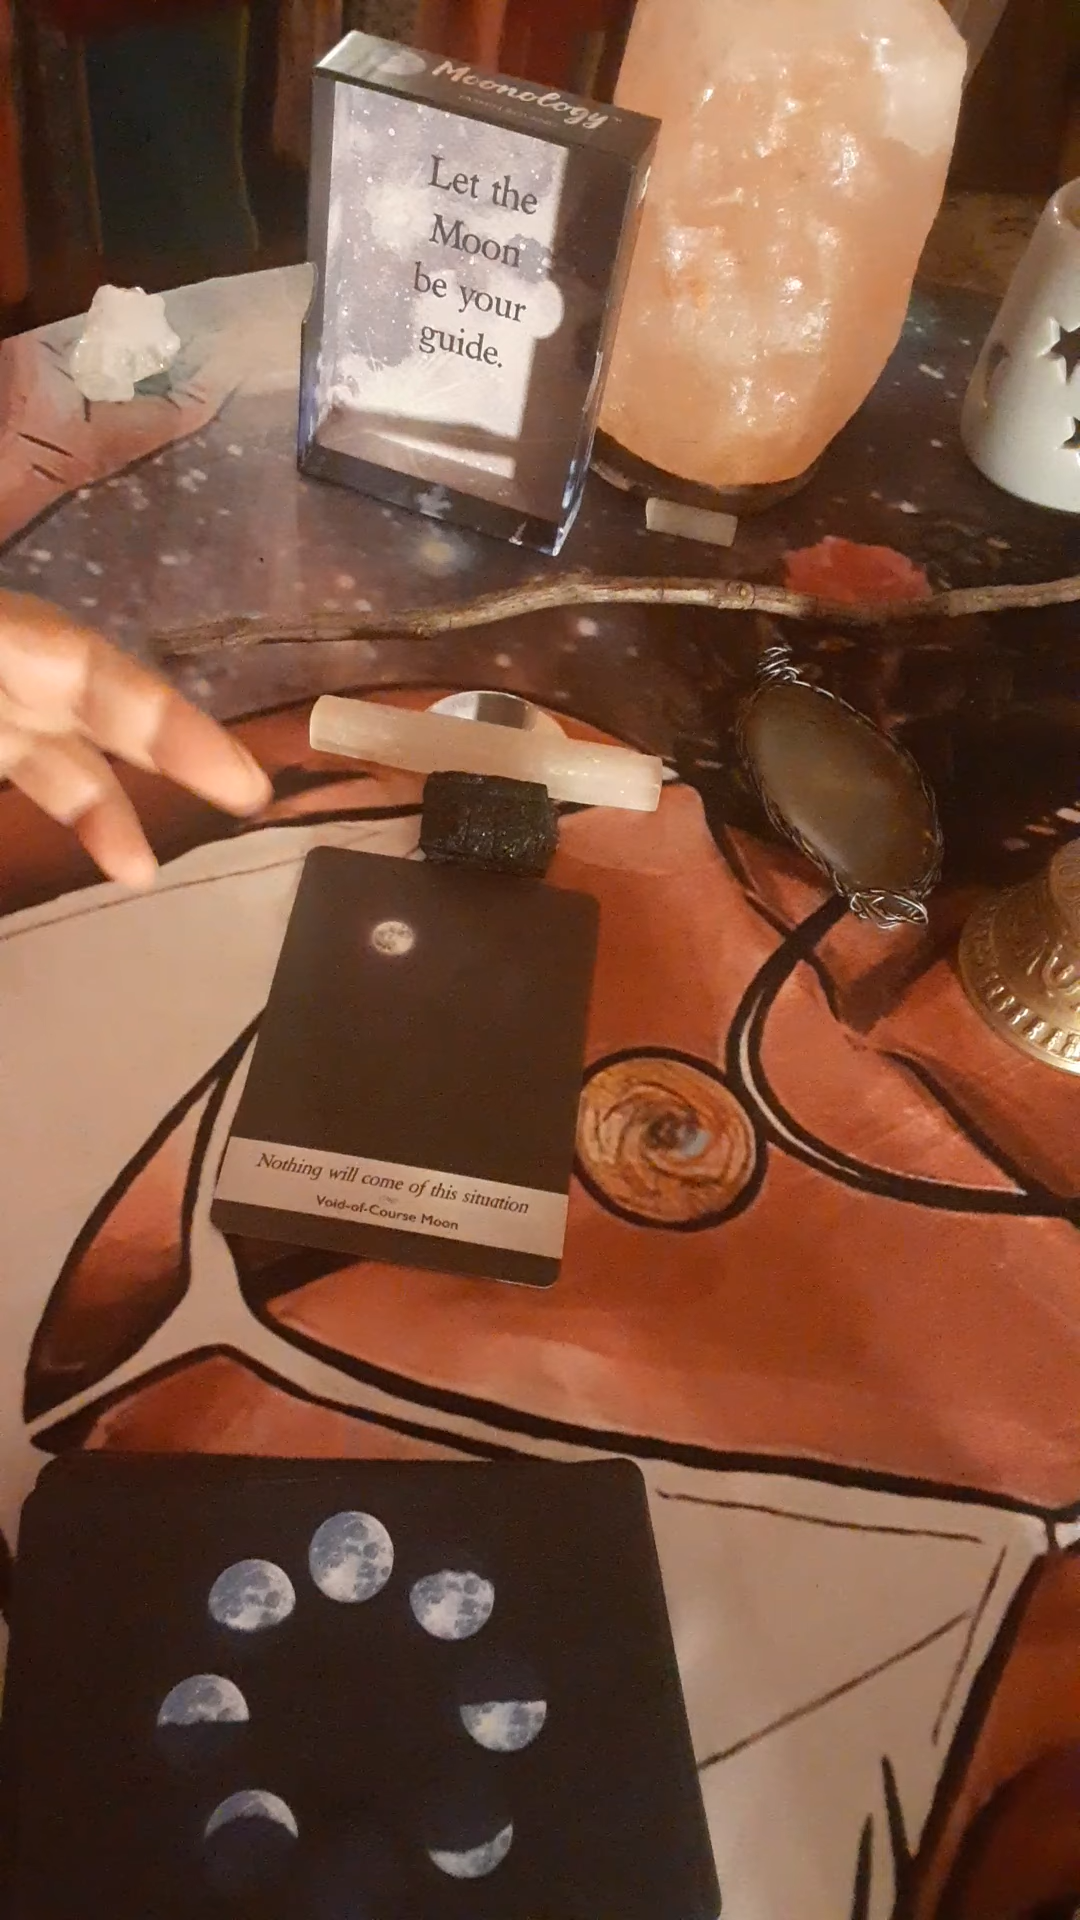 Moonology
Let the
Moon
be your
guide.
Nothing will come of this situation
Void-of-Course Moon